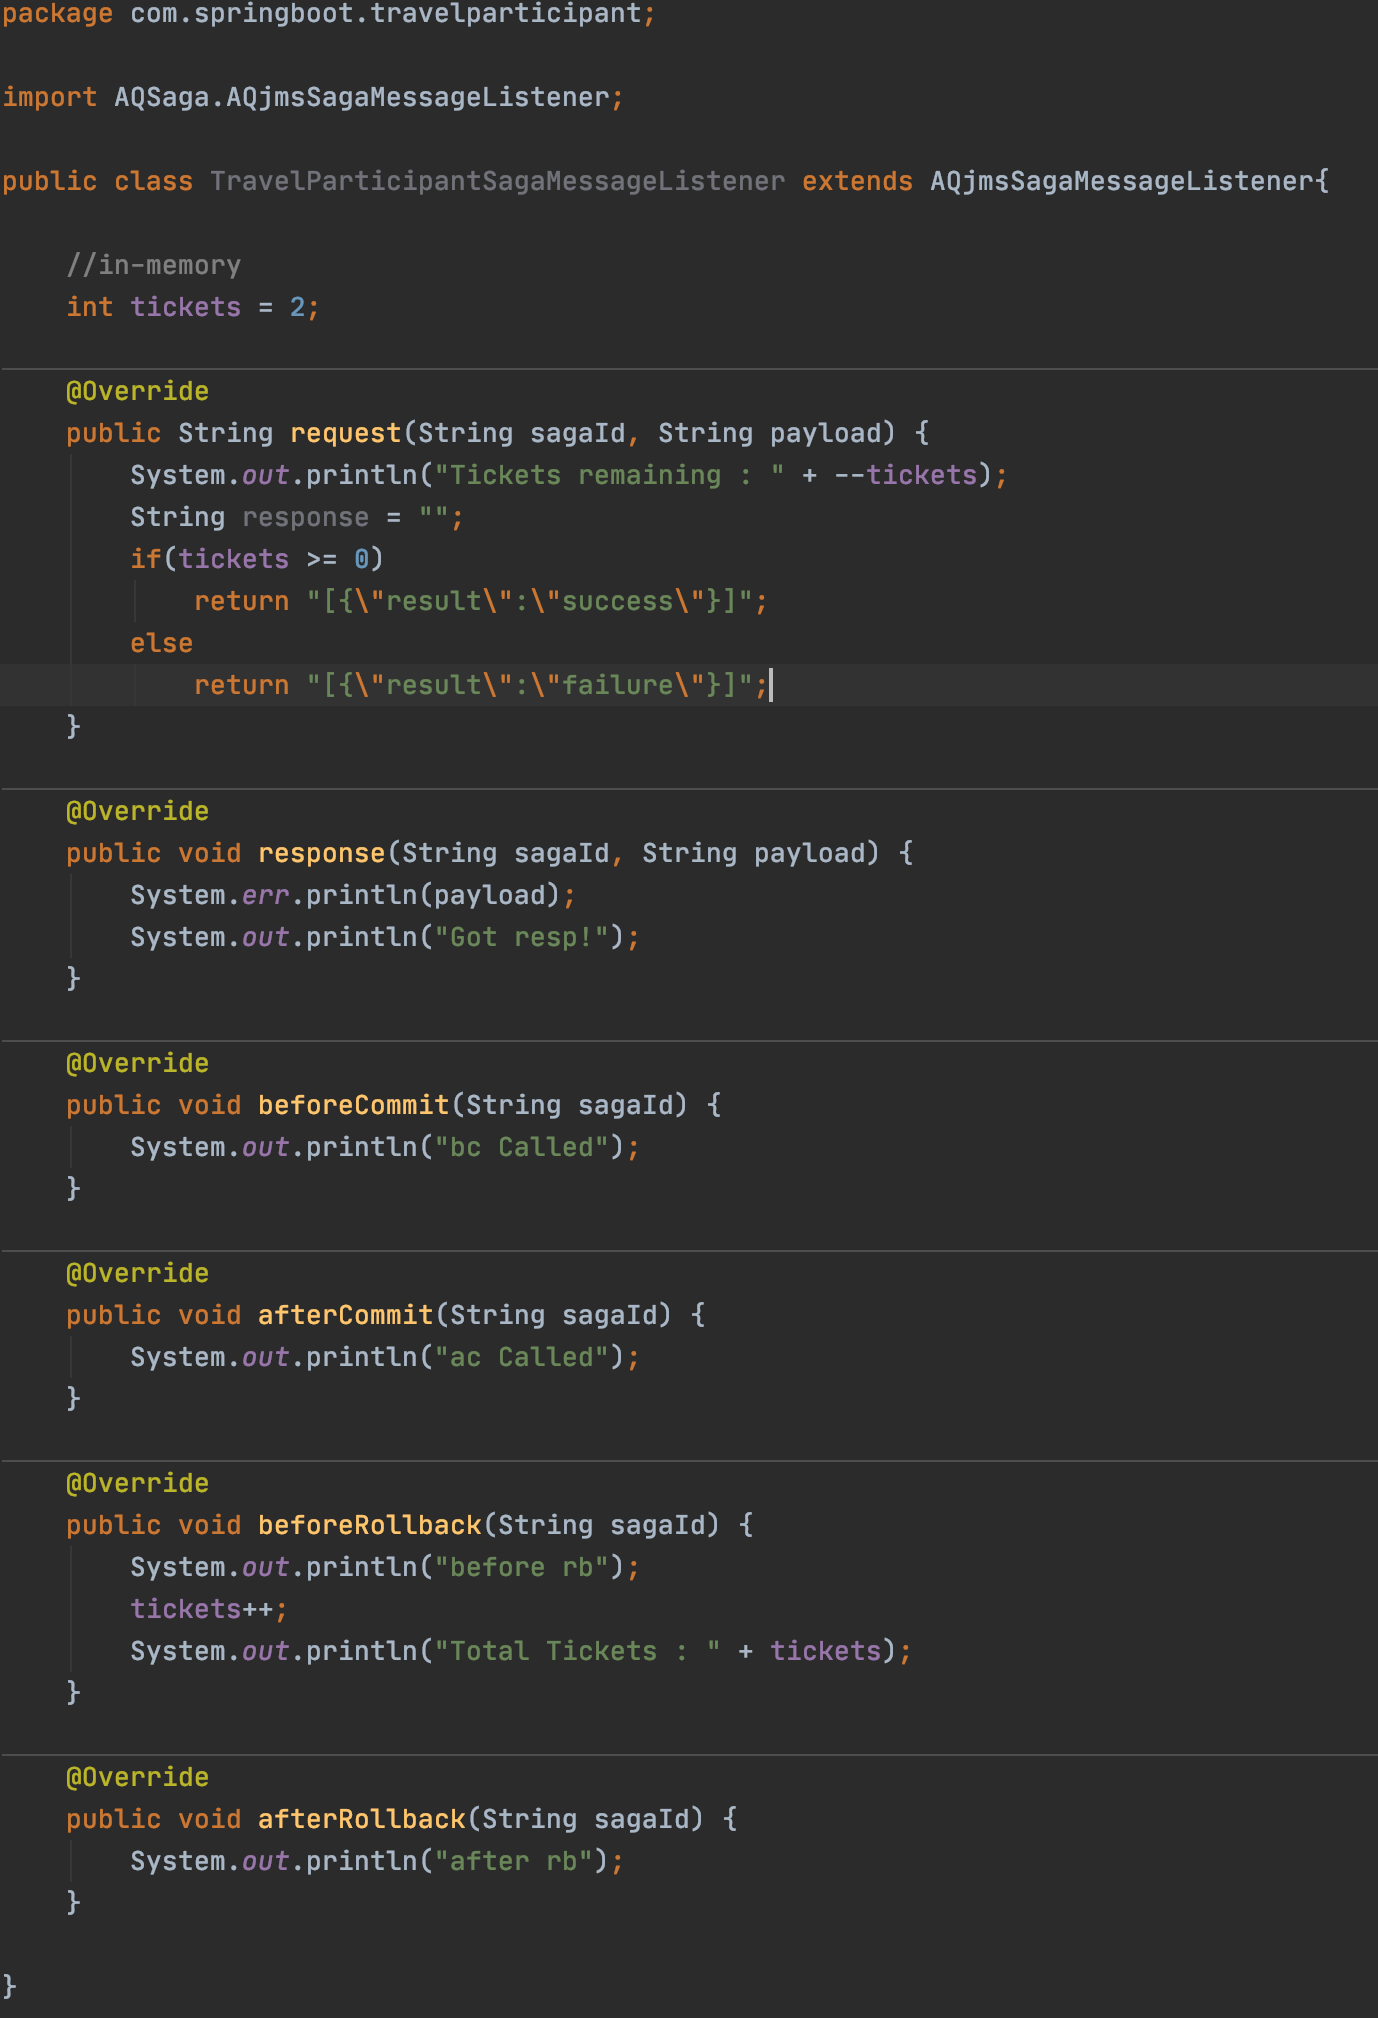 package com.springboot.travelparticipant;
import AQSaga.AQjmsSagaMessageListener;
public class TravelParticipantSagaMessageListener extends AQjmsSagaMessageListener{
//in-memory
int tickets = 2;
@Override
public String request(String sagaId, String payload) {
System.out.println("Tickets remaining : " + --tickets);
String response = "";
if(tickets >= 0)
return "[{\"result\":\"success\"}]";
else
return "[{\"result\":\"failure\"}]";
}
@Override
public void response(String sagaId, String payload) {
System.err.println(payload);
System.out.println("Got resp!");
}
@Override
public void beforeCommit(String sagaId) {
System.out.println("bc Called");
}
@Override
public void afterCommit(String sagaId) {
System.out.println("ac Called");
}
@Override
public void beforeRollback(String sagaId) {
System.out.println("before rb");
tickets++;
System.out.println("Total Tickets : " + tickets);
}
@Override
public void afterRollback(String sagaId) {
System.out.println("after rb");
}
}